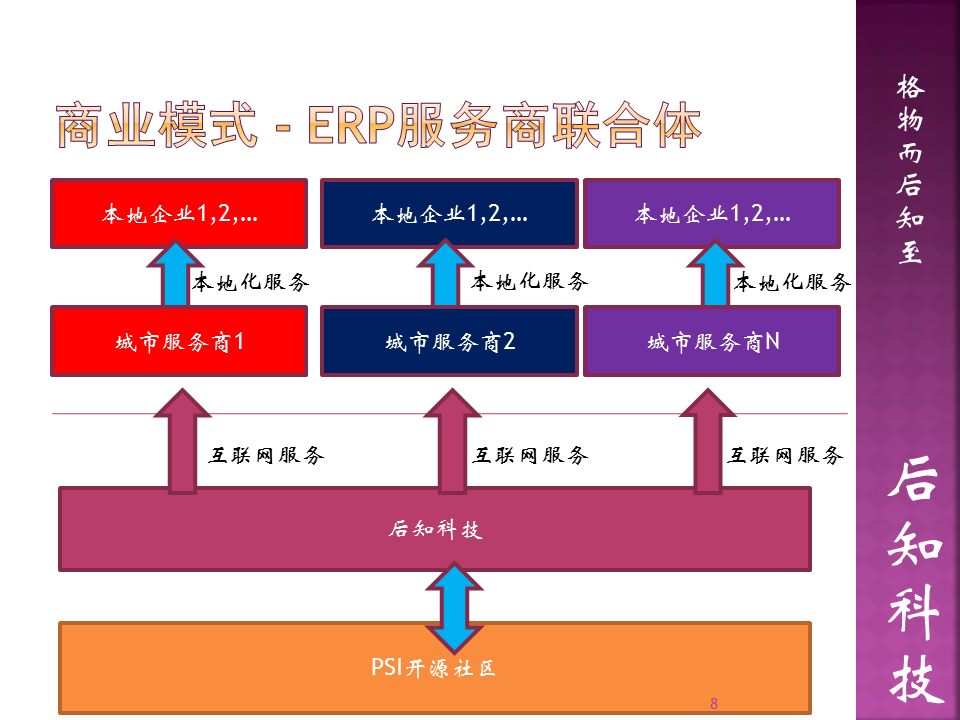 商业模式 - ERP服务商联合体
本地企业1,2,…
本地企业1,2,…
本地企业1,2,…
本地化服务
本地化服务
本地化服务
城市服务商1
城市服务商2
城市服务商N
互联网服务
互联网服务
互联网服务
后知科技
PSI开源社区
8
格物而后知至
后知科技